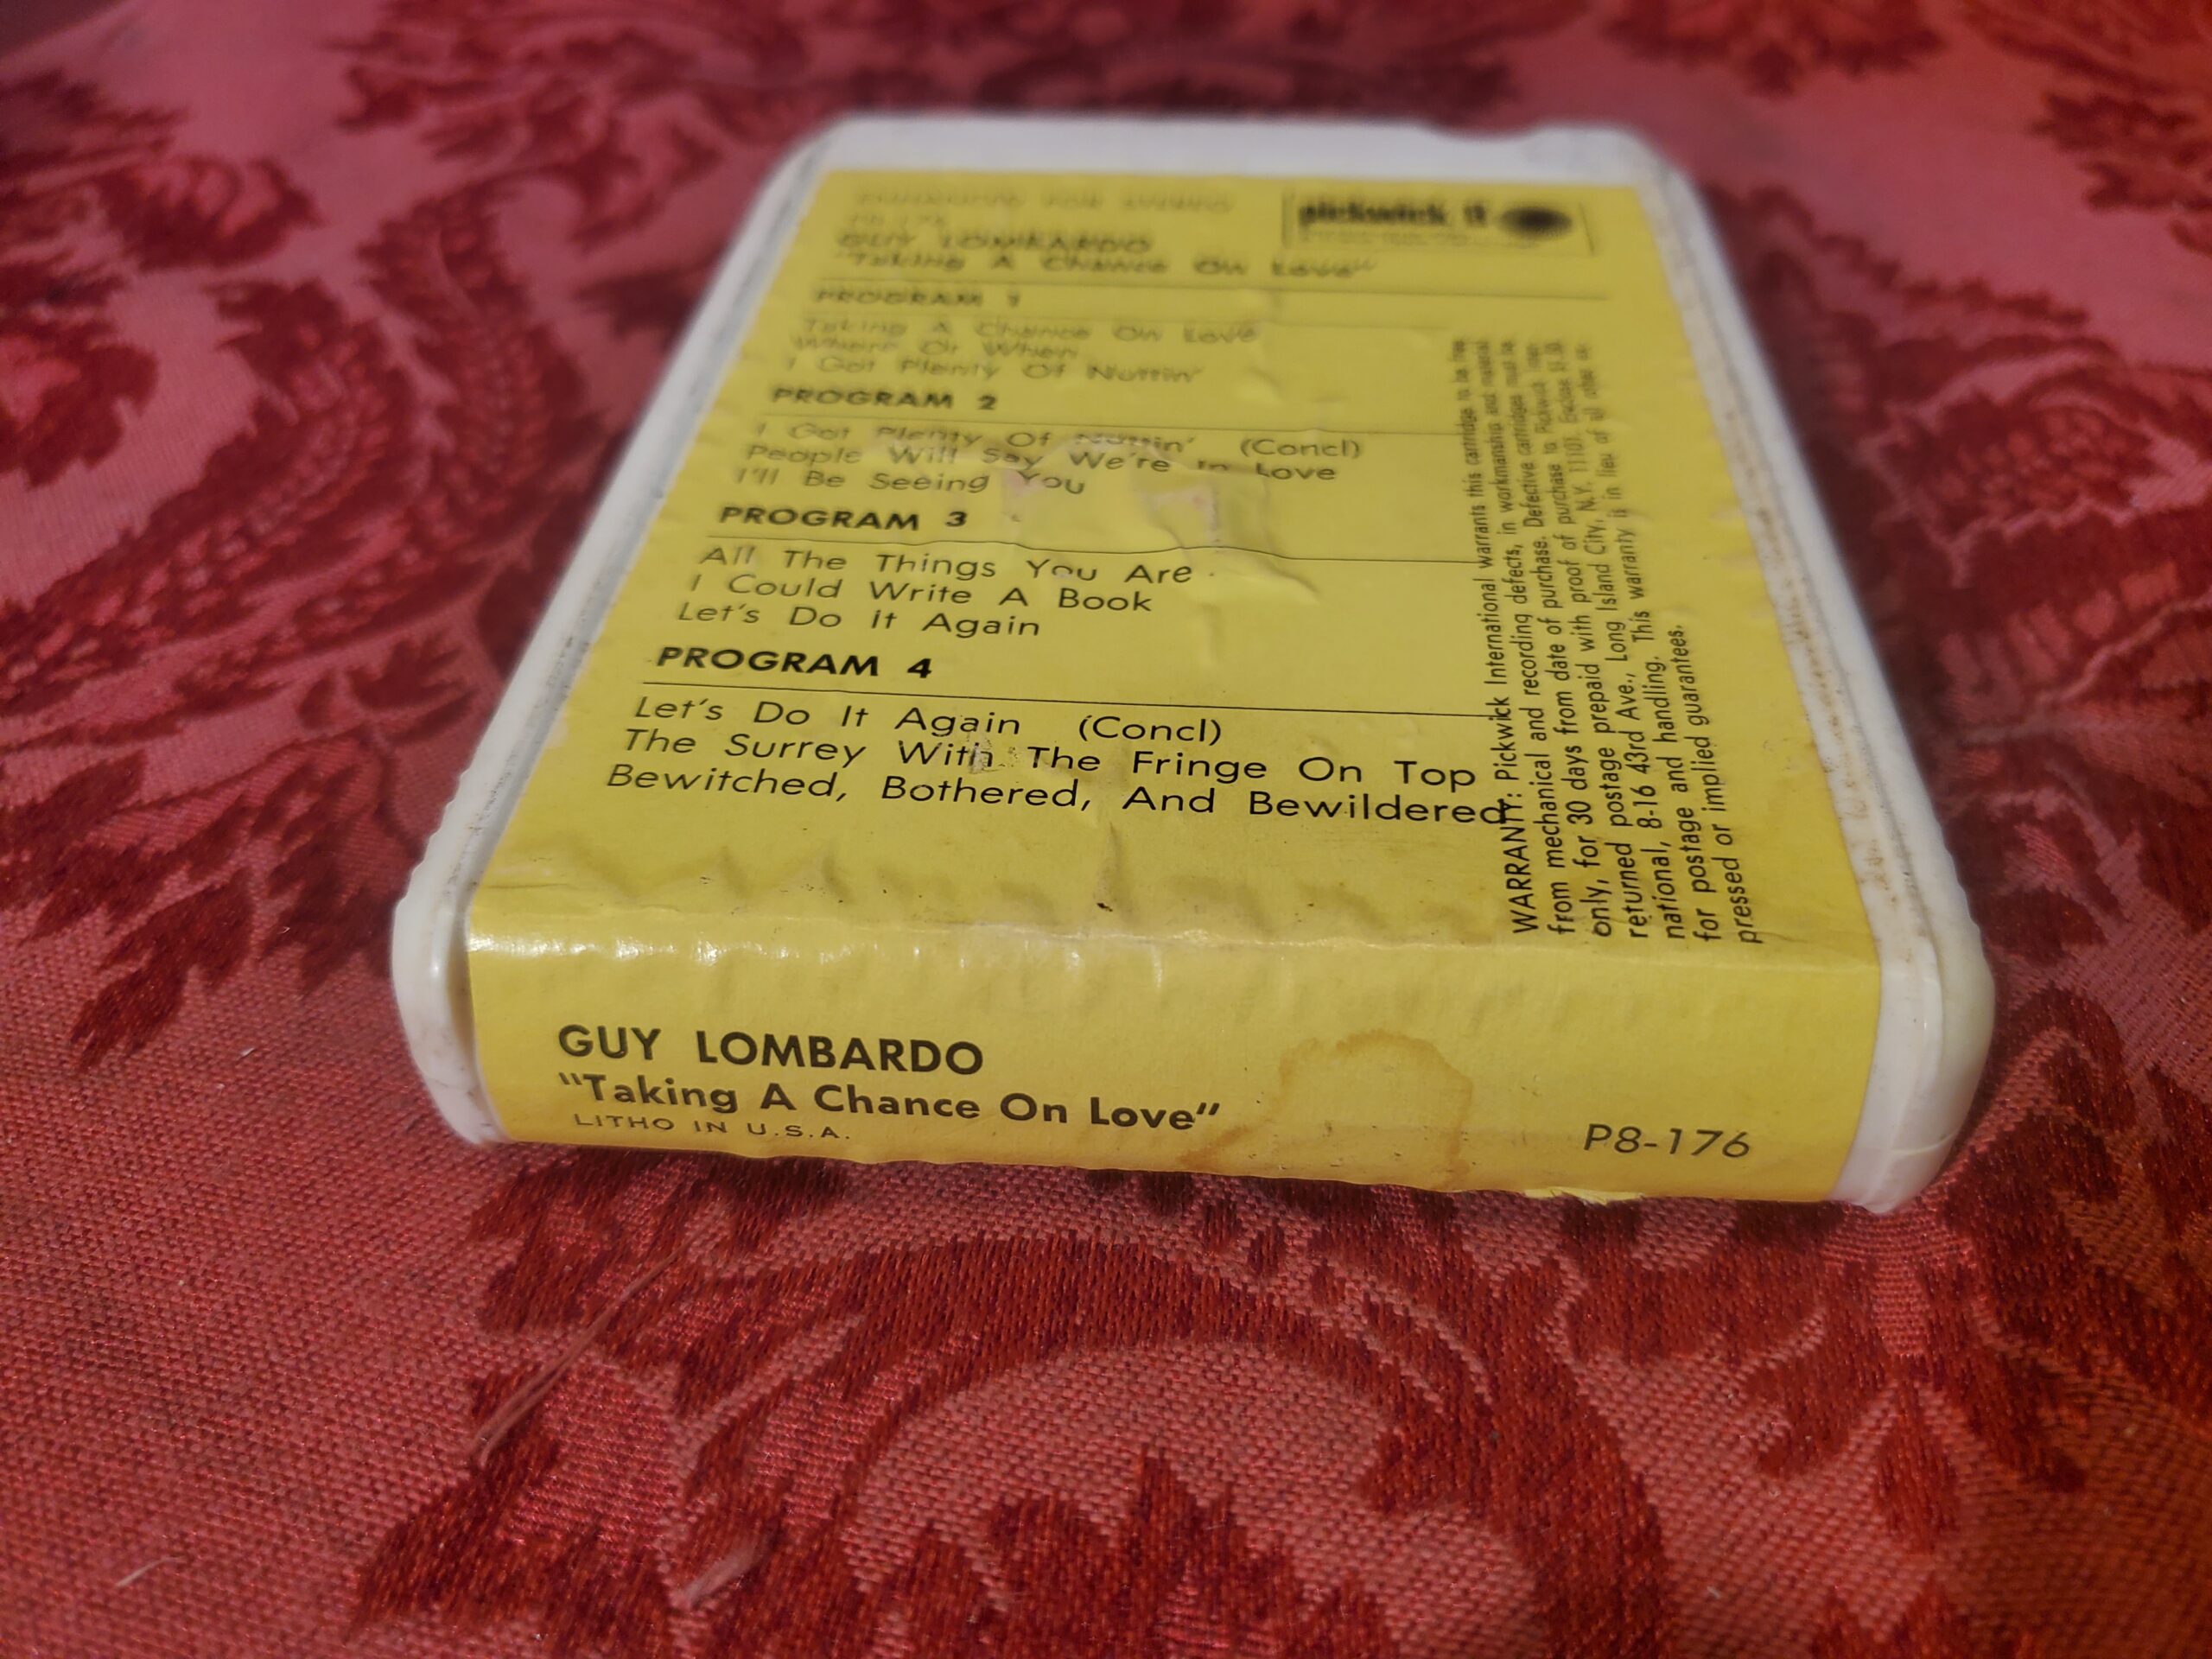 GUY LOMBARDO
"Taking A Chance On Love"
PROGRAM 1
Taking A Chance On Love
Where Or When
I Got Plenty Of Nuttin'
PROGRAM 2
I Got Plenty Of Nuttin' (Concl)
People Will Say We're In Love
I'll Be Seeing You
PROGRAM 3
All The Things You Are
I Could Write A Book
Let's Do It Again
PROGRAM 4
Let's Do It Again (Concl)
The Surrey With The Fringe On Top
Bewitched, Bothered, And Bewildered
WARRANTY: Pickwick International warrants this cartridge to be free
from mechanical and recording defects, in workmanship and material
only, for 30 days from date of purchase. Defective cartridges must be
returned postage prepaid with proof of purchase to Pickwick Inter-
national, 8-16 43rd Ave., Long Island City, N.Y. 11101. Enclose
for postage and handling. This warranty is in lieu of all other ex-
pressed or implied guarantees.
pickwick
GUY LOMBARDO
"Taking A Chance On Love"
LITHO IN U.S.A.
P8-176